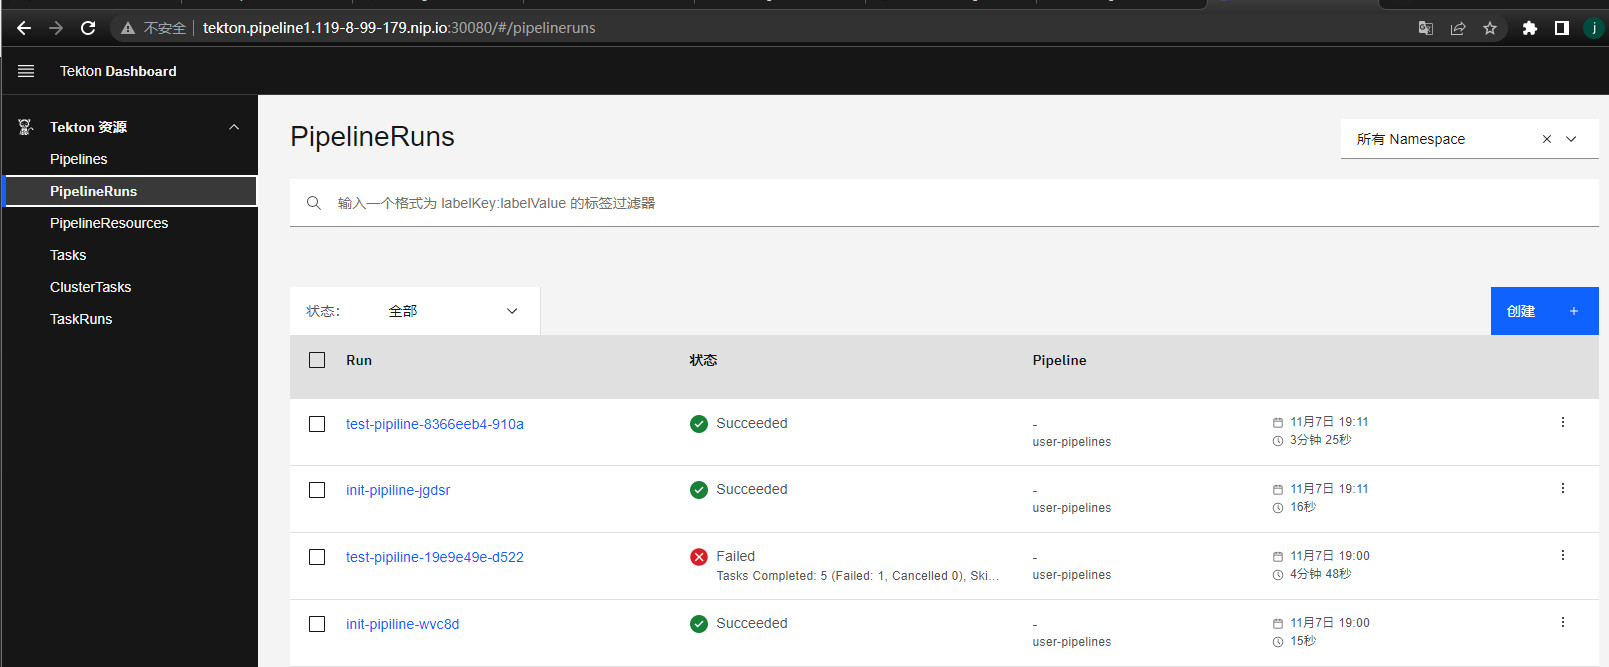 不安全 tekton.pipeline1.119-8-99-179.nip.io:30080/#/pipelineruns
j
Tekton Dashboard
Tekton 资源
Pipelines
PipelineRuns
PipelineResources
Tasks
ClusterTasks
TaskRuns
PipelineRuns
所有 Namespace
输入一个格式为 labelKey:labelValue 的标签过滤器
状态: 全部
创建 +
Run 状态 Pipeline
test-pipiline-8366eeb4-910a Succeeded - 11月7日 19:11
user-pipelines 3分钟 25秒
init-pipiline-jgdsr Succeeded - 11月7日 19:11
user-pipelines 16秒
test-pipiline-19e9e49e-d522 Failed - 11月7日 19:00
Tasks Completed: 5 (Failed: 1, Cancelled 0), Ski... user-pipelines 4分钟 48秒
init-pipiline-wvc8d Succeeded - 11月7日 19:00
user-pipelines 15秒